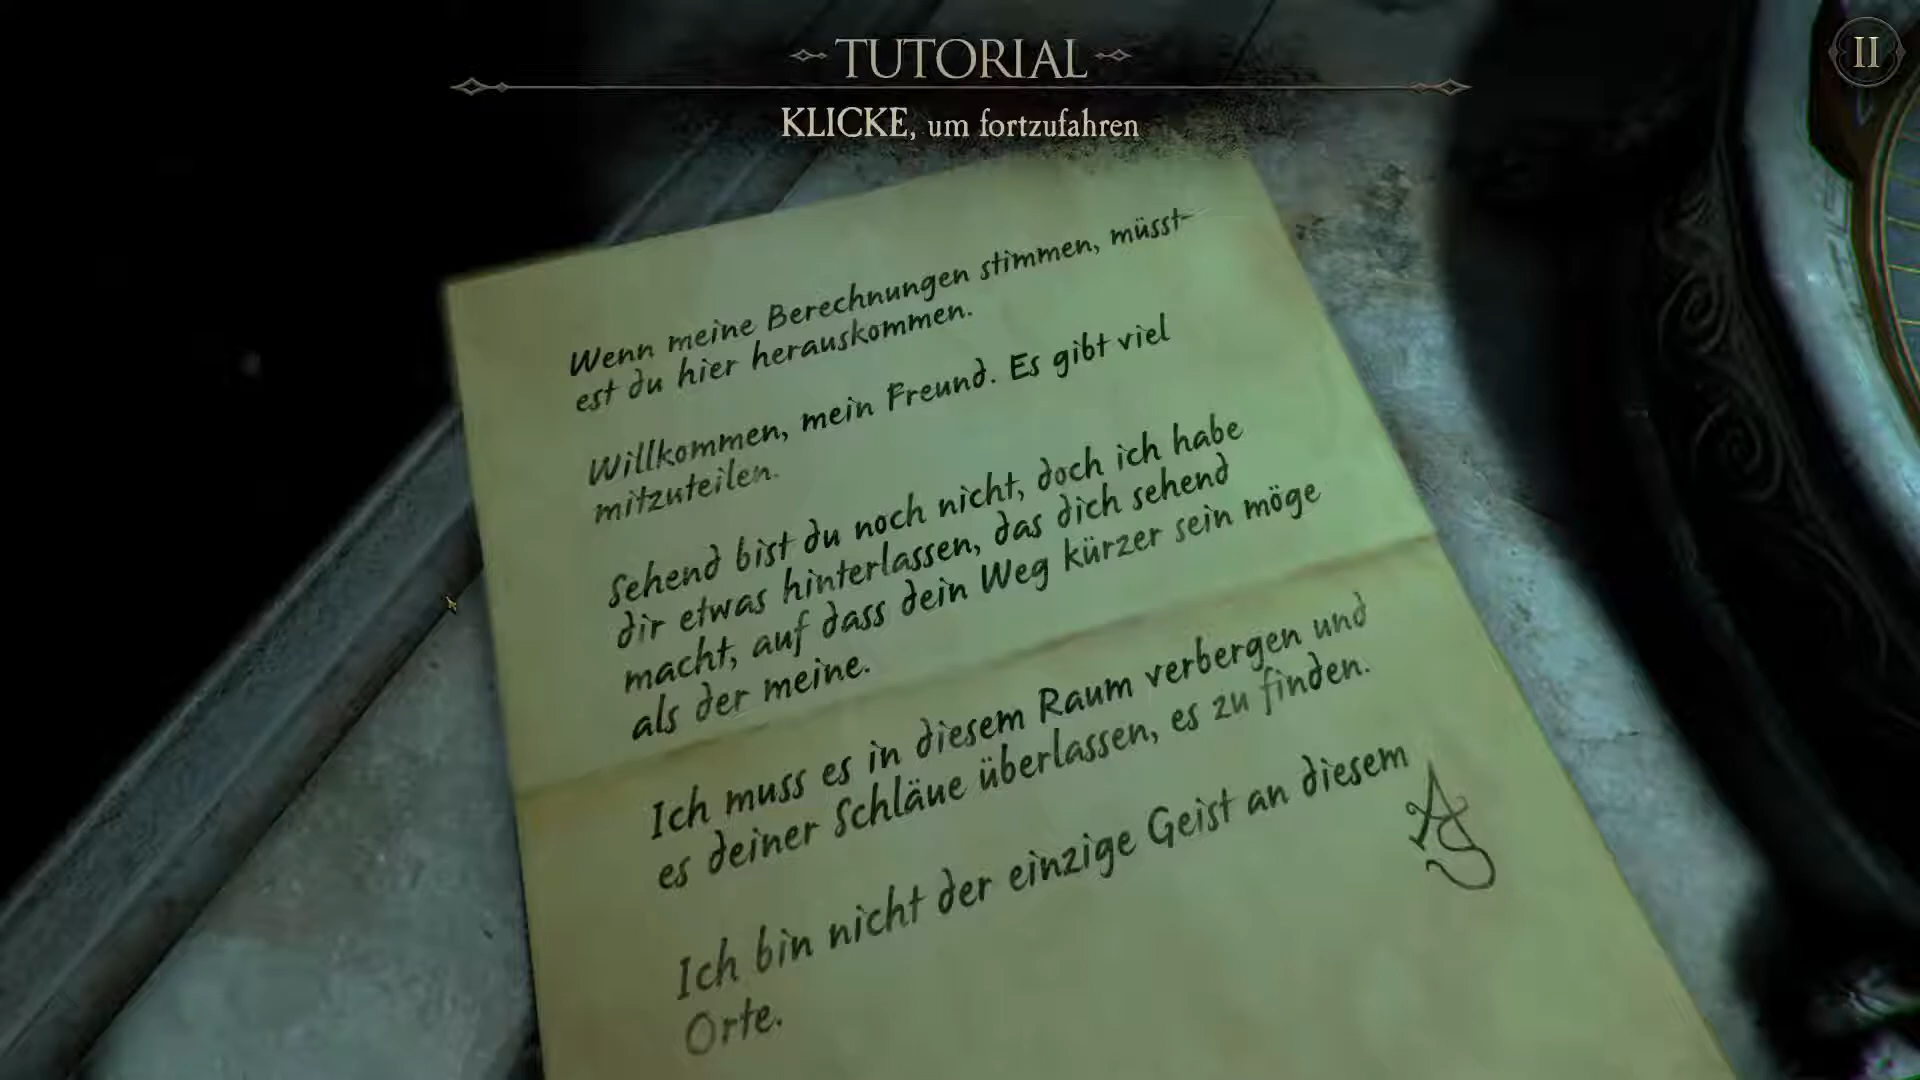 TUTORIAL
II
KLICKE, um fortzufahren
Wenn meine Berechnungen stimmen, müsst-
est du hier herauskommen.
Willkommen, mein Freund. Es gibt viel
mitzuteilen.
Sehend bist du noch nicht, doch ich habe
dir etwas hinterlassen, das dich sehend
macht, auf dass dein Weg kürzer sein möge
als der meine.
Ich muss es in diesem Raum verbergen und
es deiner Schläue überlassen, es zu finden.
Ich bin nicht der einzige Geist an diesem
Orte.
AS